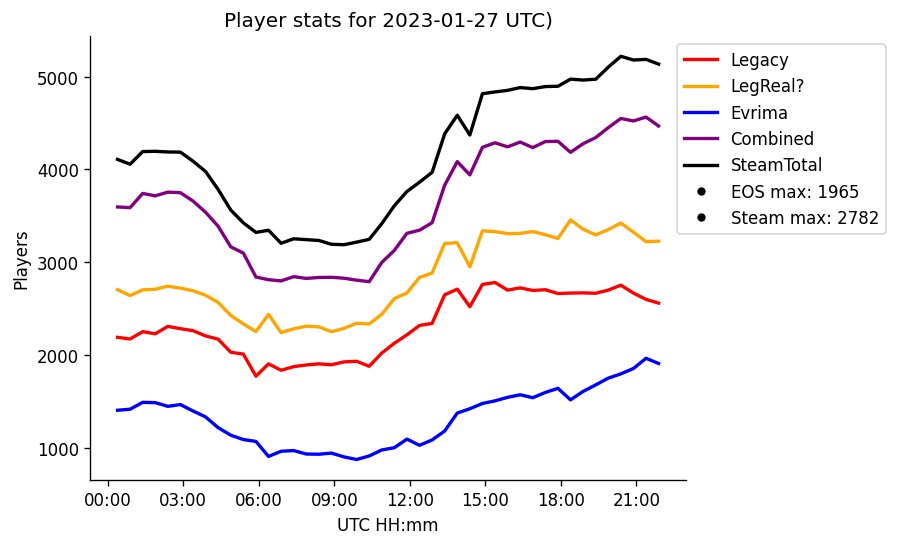 Player stats for 2023-01-27 UTC)
Legacy
LegReal?
Evrima
Combined
SteamTotal
EOS max: 1965
Steam max: 2782
Players
5000
4000
3000
2000
1000
00:00 03:00 06:00 09:00 12:00 15:00 18:00 21:00
UTC HH:mm